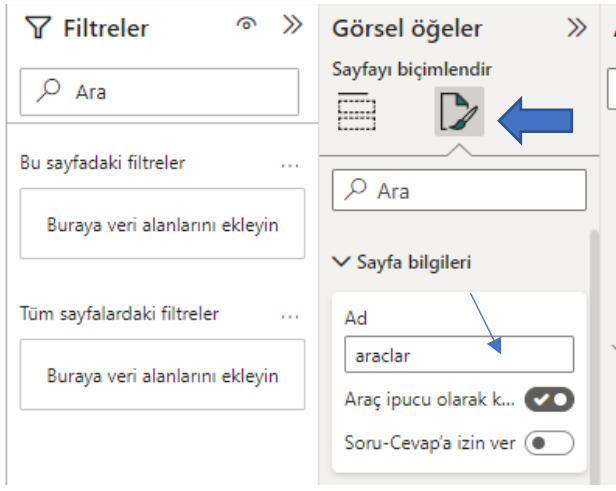 Filtreler
Ara
Bu sayfadaki filtreler
...
Buraya veri alanlarını ekleyin
Tüm sayfalardaki filtreler
...
Buraya veri alanlarını ekleyin
Görsel öğeler
Sayfayı biçimlendir
Ara
Sayfa bilgileri
Ad
araclar
Araç ipucu olarak k...
Soru-Cevap'a izin ver